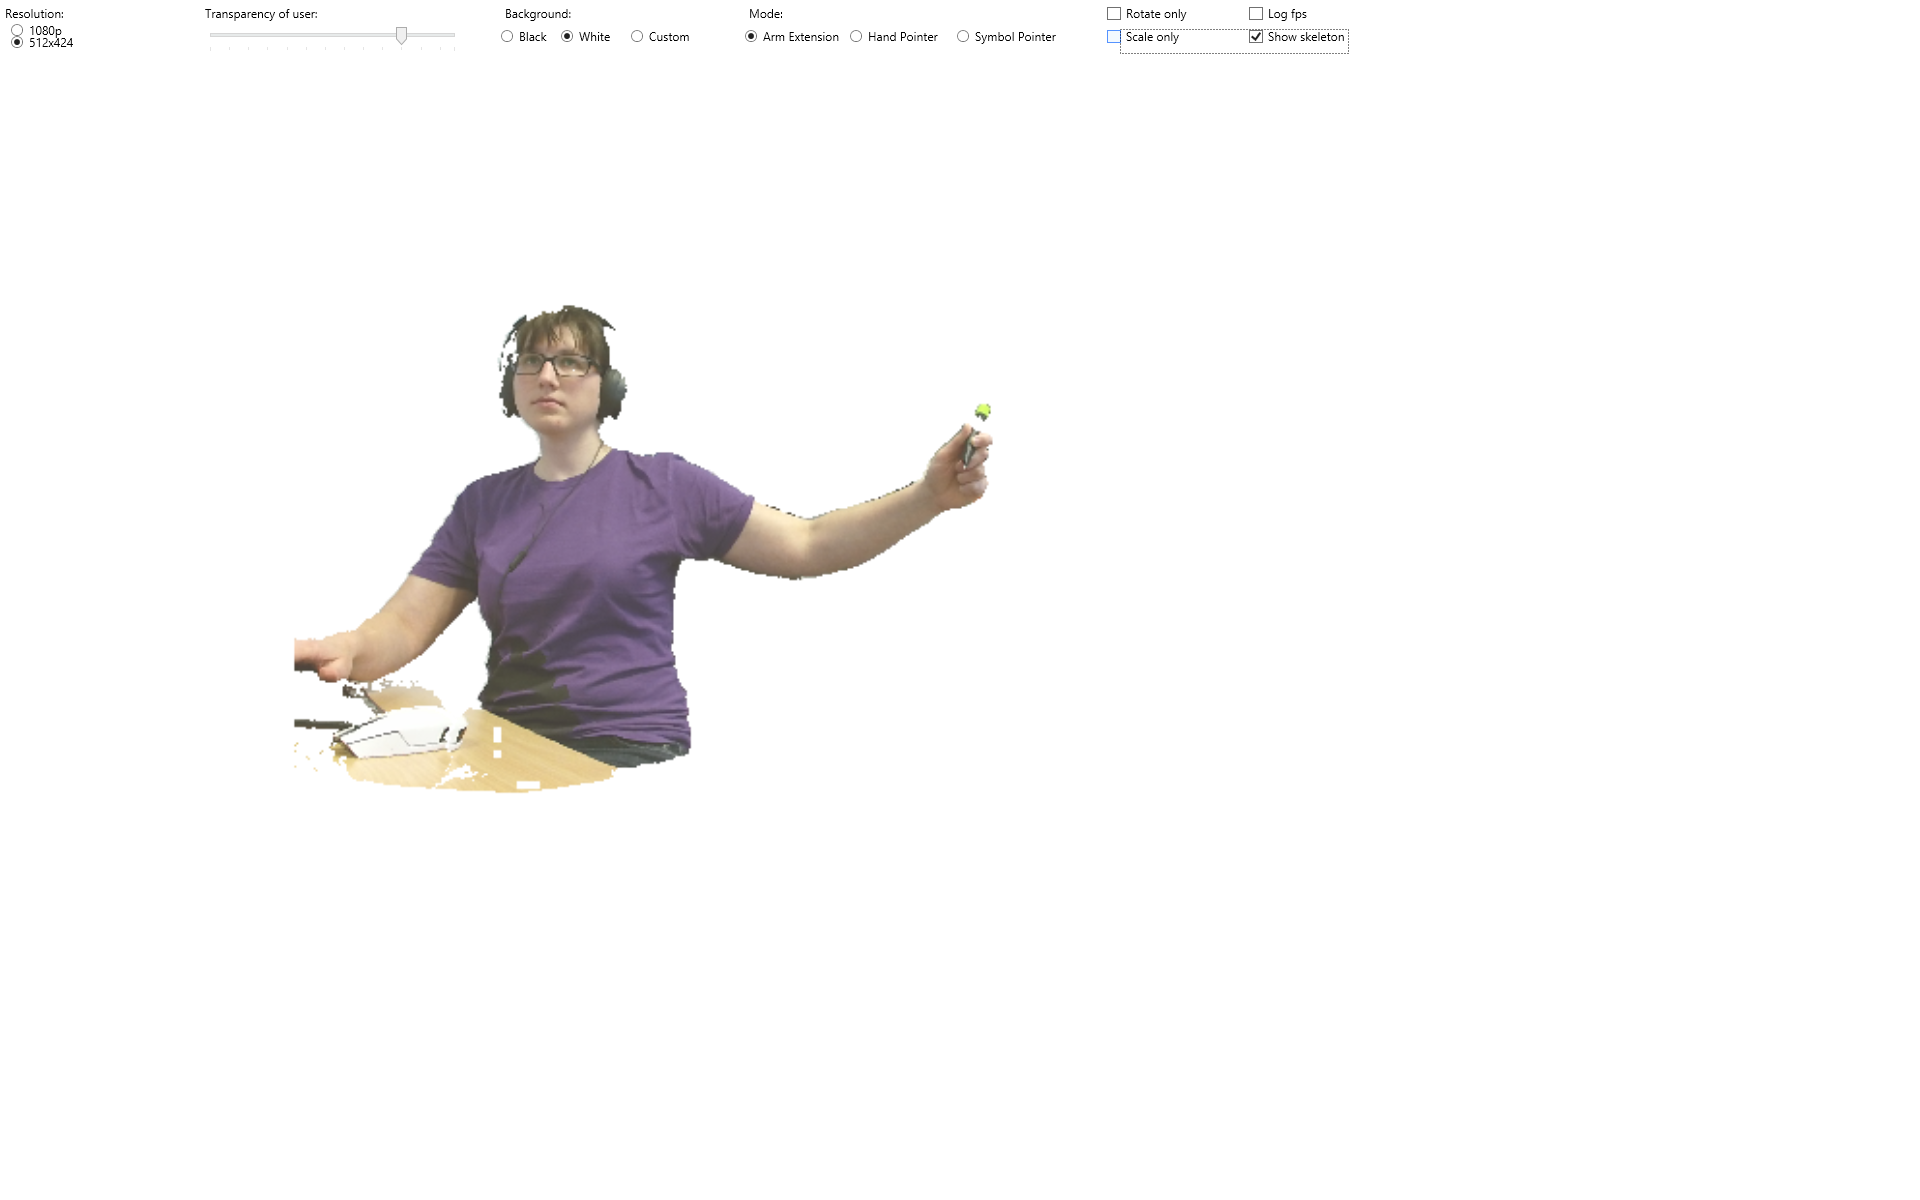 Resolution:
1080p
512x424
Transparency of user:
Background:
Black White Custom
Mode:
Arm Extension Hand Pointer Symbol Pointer
Rotate only Log fps
Scale only Show skeleton